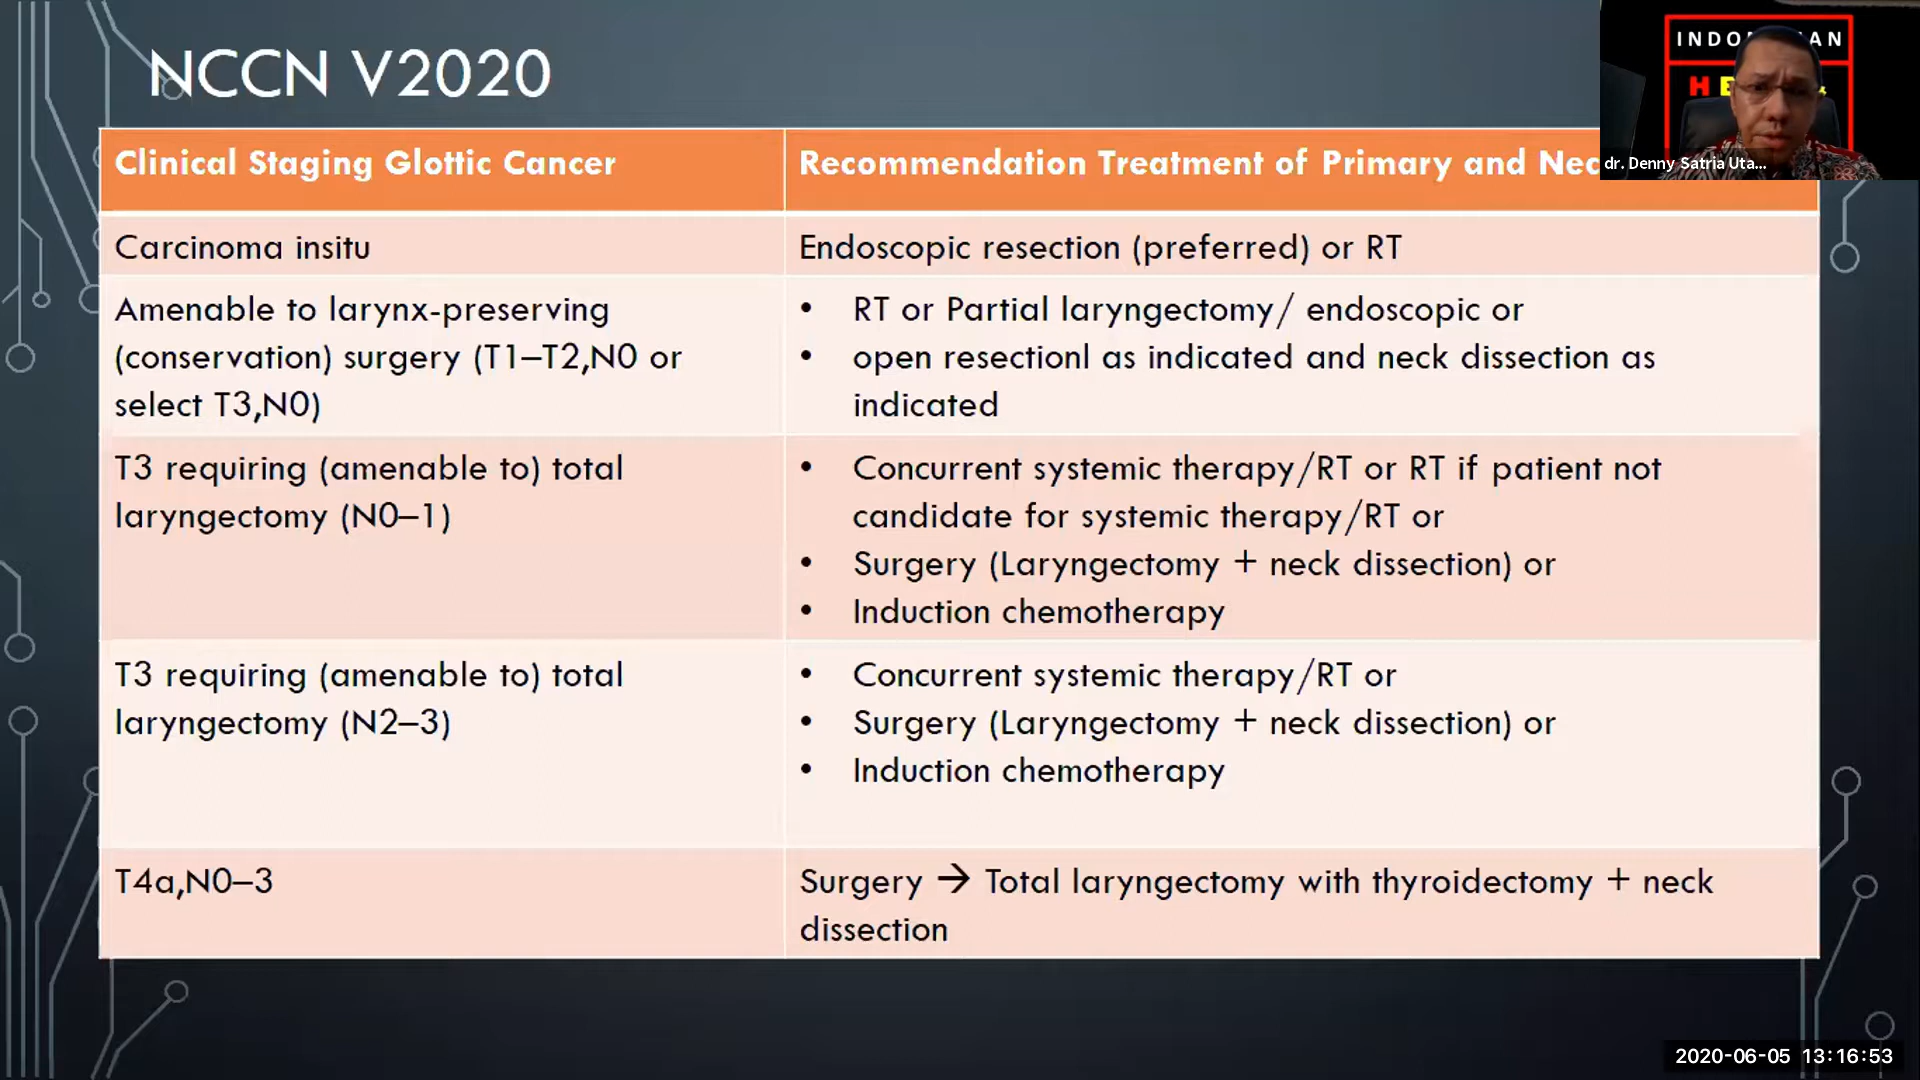 NCCN V2020
INDO AN
H E
dr. Denny Satria Uta...
Clinical Staging Glottic Cancer
Recommendation Treatment of Primary and Nec
Carcinoma insitu
Endoscopic resection (preferred) or RT
Amenable to larynx-preserving
(conservation) surgery (T1–T2,N0 or
select T3,N0)
• RT or Partial laryngectomy/ endoscopic or
• open resectionl as indicated and neck dissection as
indicated
T3 requiring (amenable to) total
laryngectomy (N0–1)
• Concurrent systemic therapy/RT or RT if patient not
candidate for systemic therapy/RT or
• Surgery (Laryngectomy + neck dissection) or
• Induction chemotherapy
T3 requiring (amenable to) total
laryngectomy (N2–3)
• Concurrent systemic therapy/RT or
• Surgery (Laryngectomy + neck dissection) or
• Induction chemotherapy
T4a,N0–3
Surgery → Total laryngectomy with thyroidectomy + neck
dissection
2020-06-05 13:16:53